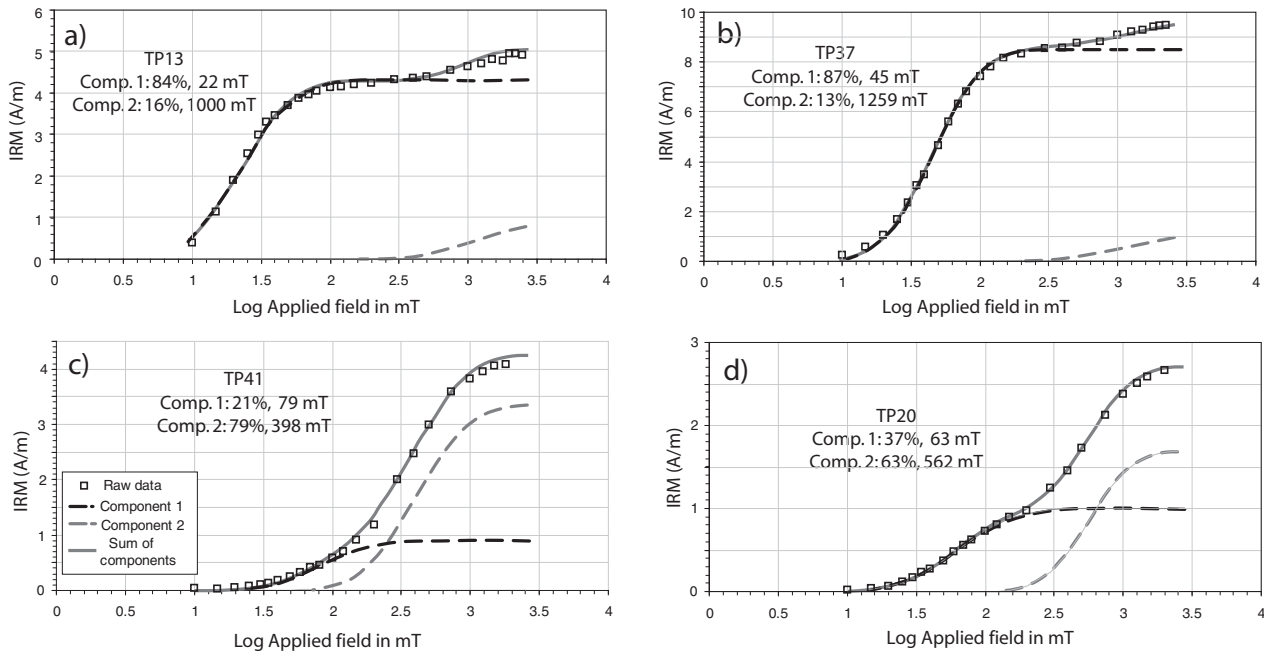 a)
TP13
Comp. 1: 84%, 22 mT
Comp. 2: 16%, 1000 mT
IRM (A/m)
6
5
4
3
2
1
0
0 0.5 1 1.5 2 2.5 3 3.5 4
Log Applied field in mT
b)
TP37
Comp. 1: 87%, 45 mT
Comp. 2: 13%, 1259 mT
IRM (A/m)
10
8
6
4
2
0
0 0.5 1 1.5 2 2.5 3 3.5 4
Log Applied field in mT
c)
TP41
Comp. 1: 21%, 79 mT
Comp. 2: 79%, 398 mT
IRM (A/m)
4
3
2
1
0
Raw data
Component 1
Component 2
Sum of
components
0 0.5 1 1.5 2 2.5 3 3.5 4
Log Applied field in mT
d)
TP20
Comp. 1: 37%, 63 mT
Comp. 2: 63%, 562 mT
IRM (A/m)
3
2
1
0
0 0.5 1 1.5 2 2.5 3 3.5 4
Log Applied field in mT